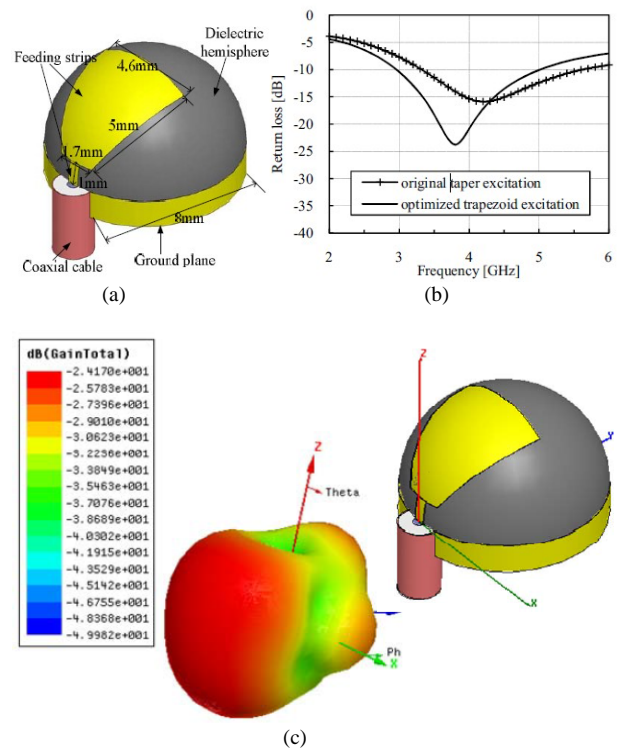 Feeding strips
4.6mm
Dielectric
hemisphere
5mm
1.7mm
1mm
8mm
Coaxial cable
Ground plane
(a)
0
-5
-10
-15
-20
-25
-30
-35
-40
Return loss [dB]
original taper excitation
optimized trapezoid excitation
2 3 4 5 6
Frequency [GHz]
(b)
dB(GainTotal)
-2.4170e+001
-2.5783e+001
-2.7396e+001
-2.9010e+001
-3.0623e+001
-5.2256e+001
-3.3849e+001
-3.5463e+001
-3.7076e+001
-3.8689e+001
-4.0302e+001
-4.1915e+001
-4.3529e+001
-4.5142e+001
-4.6755e+001
-4.8368e+001
-4.9982e+001
Z
Theta
Ph
X
Z
Y
X
(c)